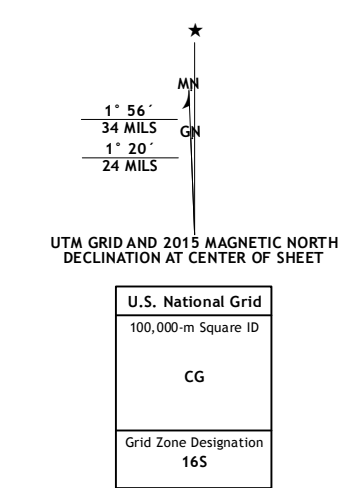 MN
1° 56´
34 MILS
GN
1° 20´
24 MILS
UTM GRID AND 2015 MAGNETIC NORTH
DECLINATION AT CENTER OF SHEET
U.S. National Grid
100,000-m Square ID
CG
Grid Zone Designation
16S